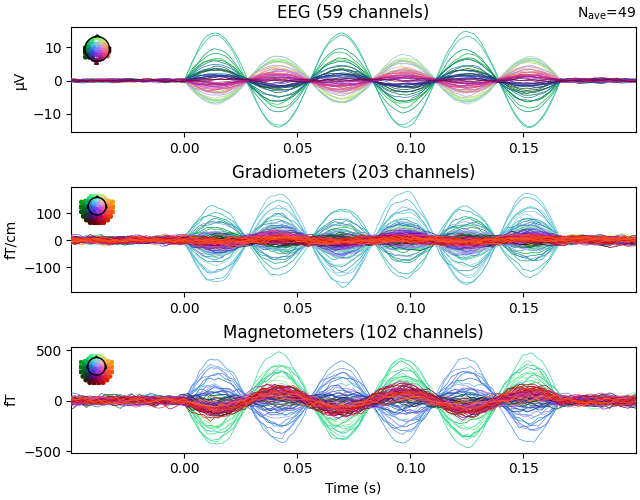 EEG (59 channels)
Nave=49
10
0
−10
μV
0.00 0.05 0.10 0.15
Gradiometers (203 channels)
100
0
−100
fT/cm
0.00 0.05 0.10 0.15
Magnetometers (102 channels)
500
0
−500
fT
0.00 0.05 0.10 0.15
Time (s)